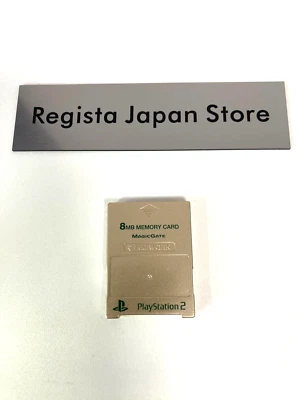 Regista Japan Store
8MB MEMORY CARD
MAGICGATE
PlayStation 2